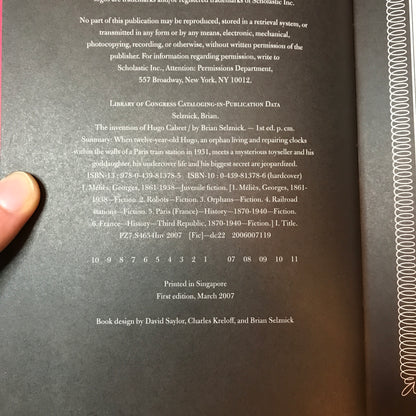 logos are trademarks and/or registered trademarks of Scholastic Inc.
No part of this publication may be reproduced, stored in a retrieval system, or
transmitted in any form or by any means, electronic, mechanical,
photocopying, recording, or otherwise, without written permission of the
publisher. For information regarding permission, write to
Scholastic Inc., Attention: Permissions Department,
557 Broadway, New York, NY 10012.
Library of Congress Cataloging-in-Publication Data
Selznick, Brian.
The invention of Hugo Cabret / by Brian Selznick. — 1st ed. p. cm.
Summary: When twelve-year-old Hugo, an orphan living and repairing clocks
within the walls of a Paris train station in 1931, meets a mysterious toyseller and his
goddaughter, his undercover life and his biggest secret are jeopardized.
ISBN-13 : 978-0-439-81378-5 ISBN-10 : 0-439-81378-6 (hardcover)
1. Méliès, Georges, 1861-1938—Juvenile fiction. [1. Méliès, Georges, 1861-
1938—Fiction. 2. Robots—Fiction. 3. Orphans—Fiction. 4. Railroad
stations—Fiction. 5. Paris (France)—History—1870-1940—Fiction.
6. France—History—Third Republic, 1870-1940—Fiction.] I. Title.
PZ7.S4654Inv 2007 [Fic]—dc22 2006007119
10 9 8 7 6 5 4 3 2 1 07 08 09 10 11
Printed in Singapore
First edition, March 2007
Book design by David Saylor, Charles Kreloff, and Brian Selznick